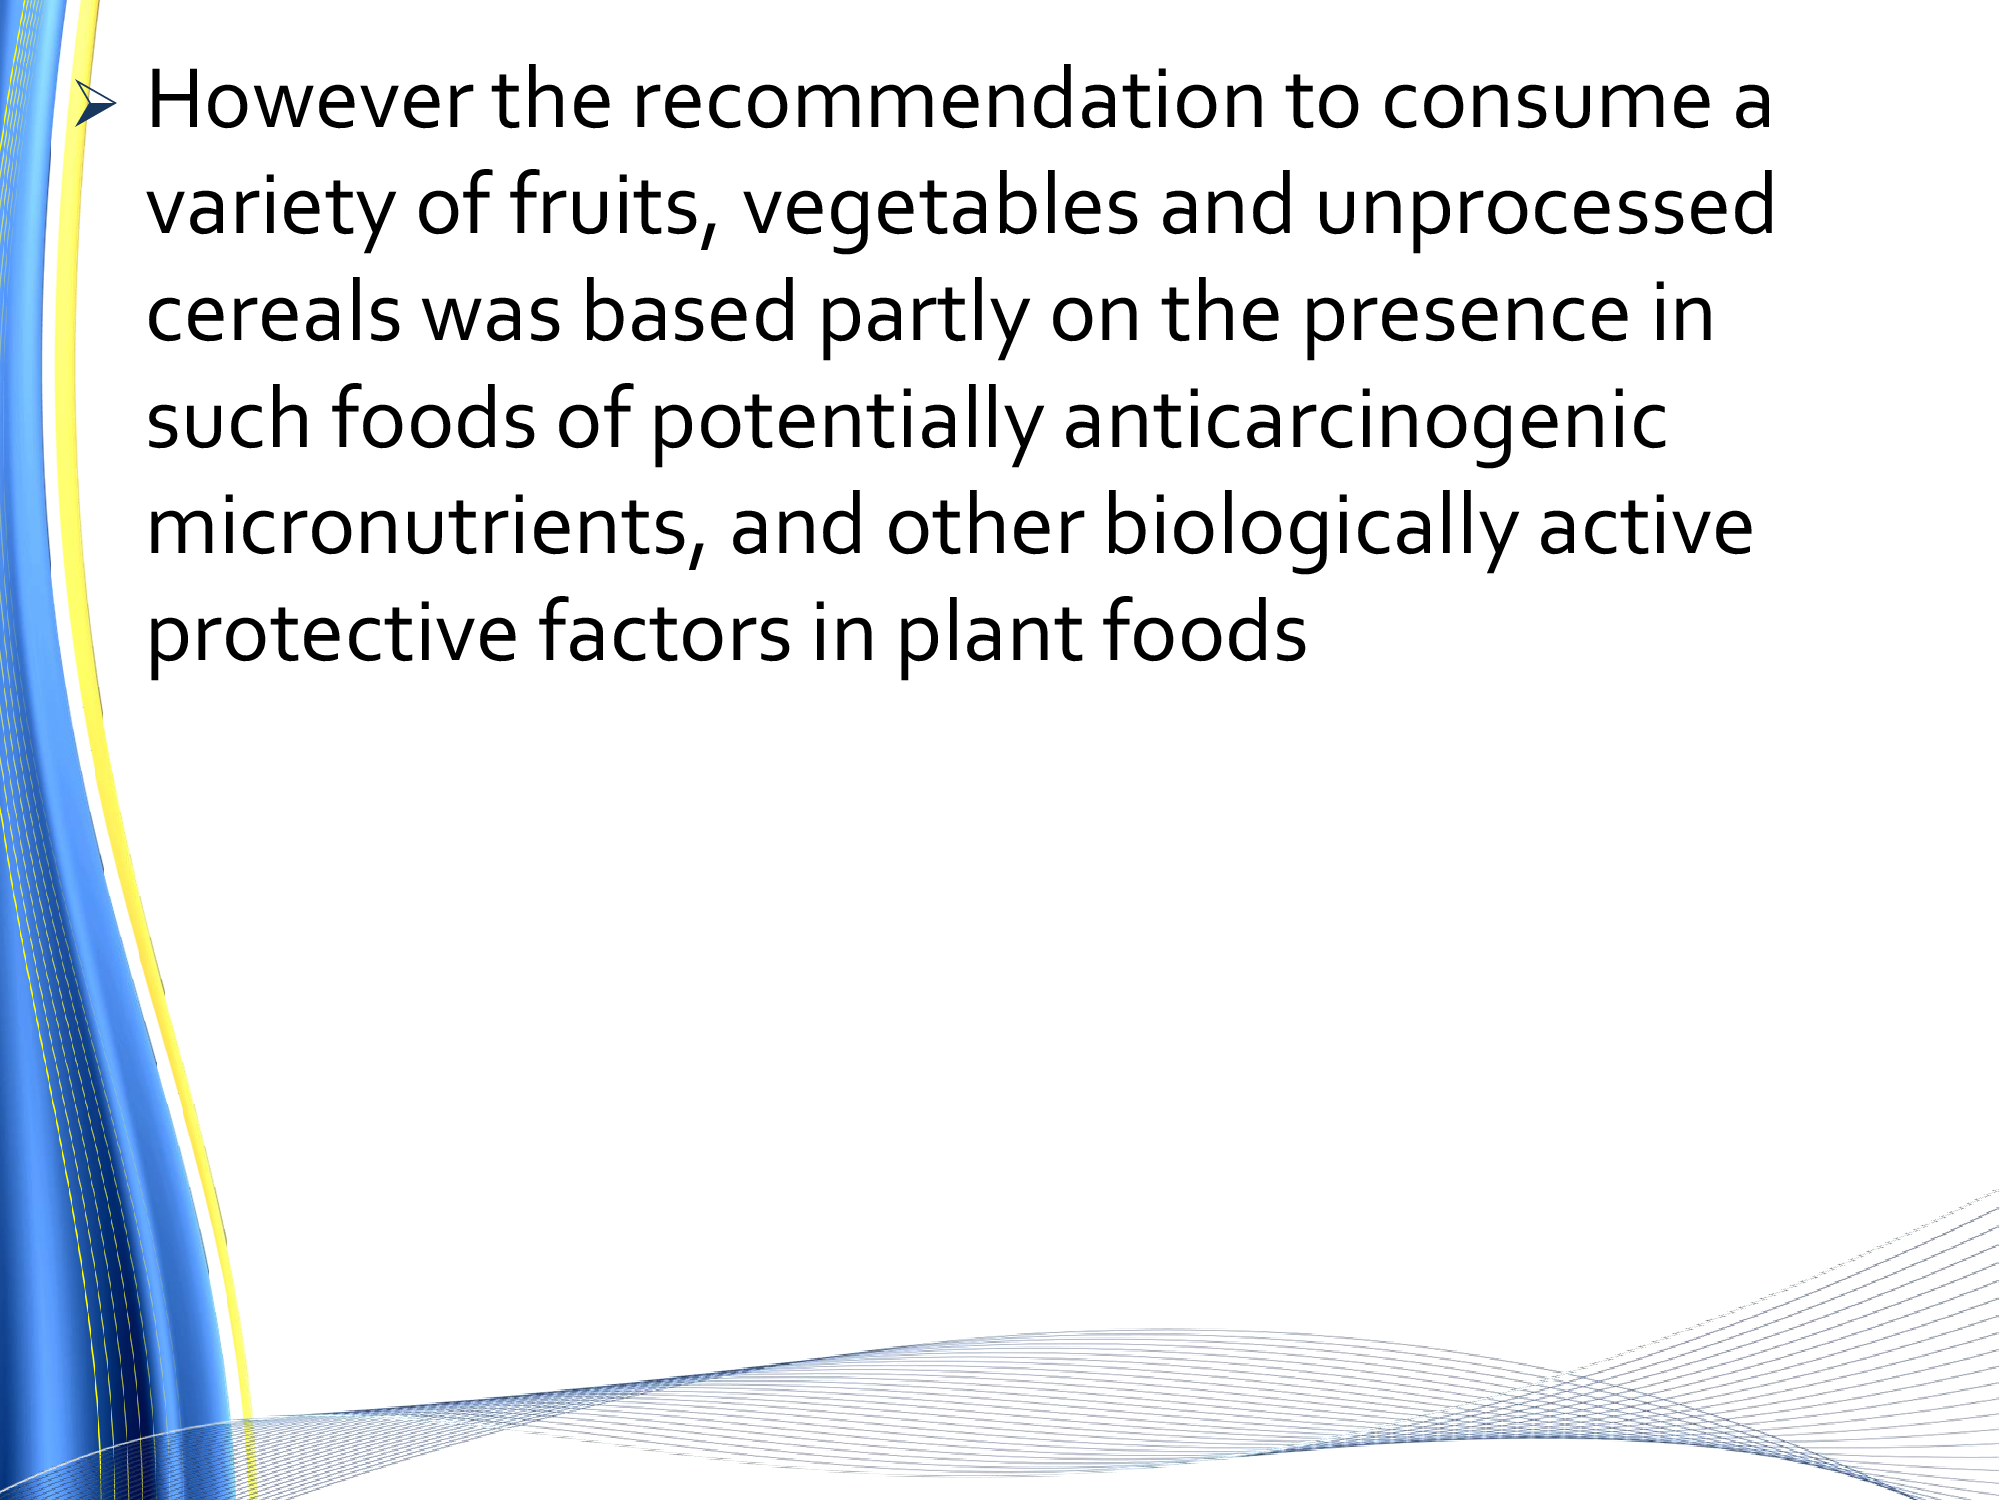 However the recommendation to consume a
variety of fruits, vegetables and unprocessed
cereals was based partly on the presence in
such foods of potentially anticarcinogenic
micronutrients, and other biologically active
protective factors in plant foods